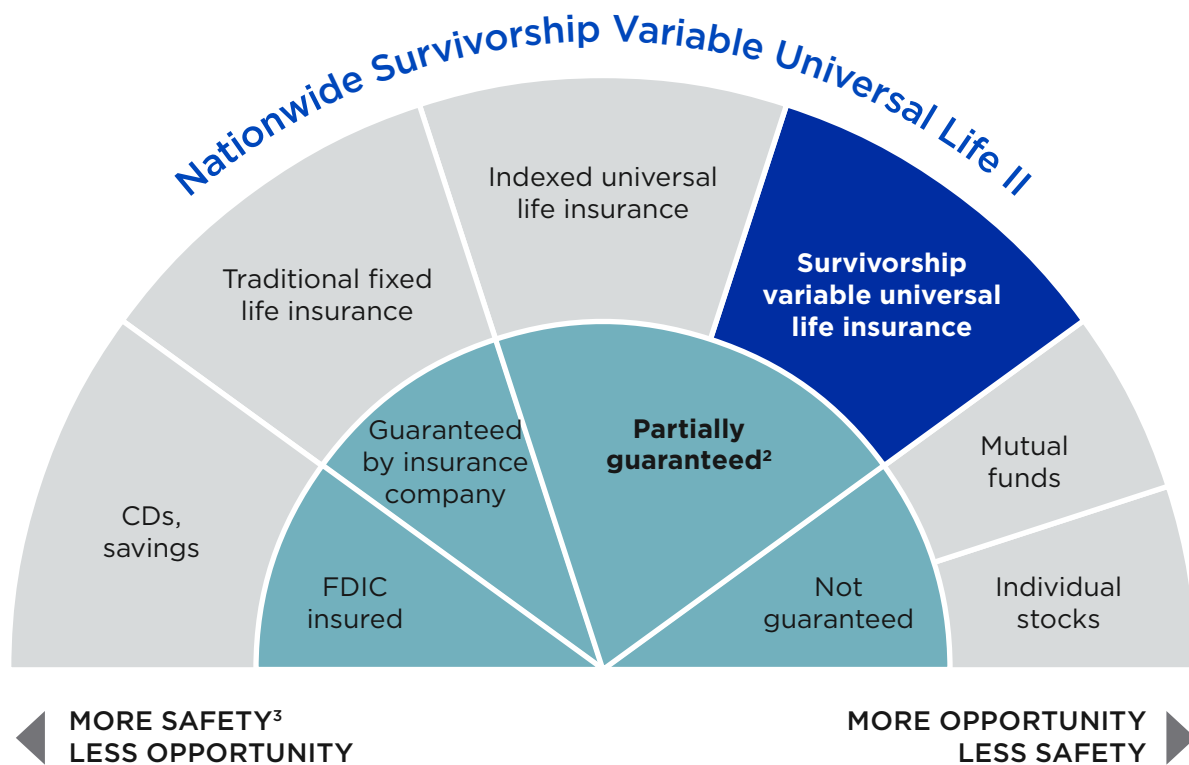 Nationwide Survivorship Variable Universal Life II
Indexed universal
life insurance
Survivorship
variable universal
life insurance
Traditional fixed
life insurance
Guaranteed
by insurance
company
Partially
guaranteed²
Mutual
funds
CDs,
savings
FDIC
insured
Not
guaranteed
Individual
stocks
MORE SAFETY³
LESS OPPORTUNITY
MORE OPPORTUNITY
LESS SAFETY